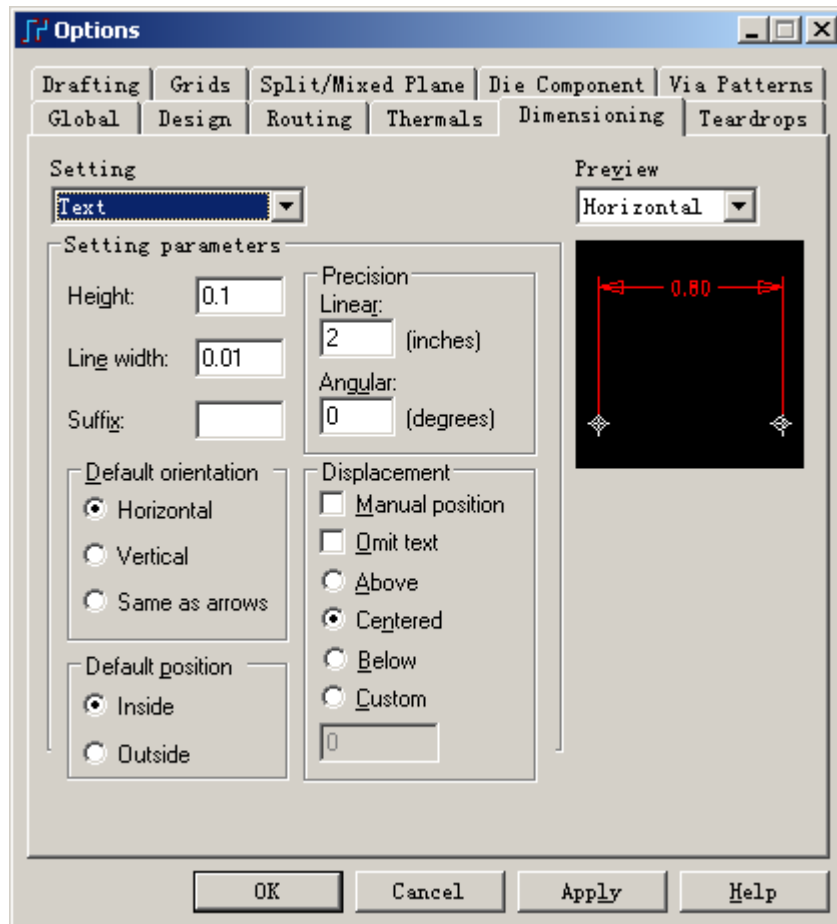 Options
Drafting Grids Split/Mixed Plane Die Component Via Patterns
Global Design Routing Thermals Dimensioning Teardrops
Setting
Text
Preview
Horizontal
Setting parameters
Height: 0.1
Line width: 0.01
Suffix:
Precision
Linear:
2 (inches)
Angular:
0 (degrees)
0.80
Default orientation
Horizontal
Vertical
Same as arrows
Default position
Inside
Outside
Displacement
Manual position
Omit text
Above
Centered
Below
Custom
0
OK Cancel Apply Help